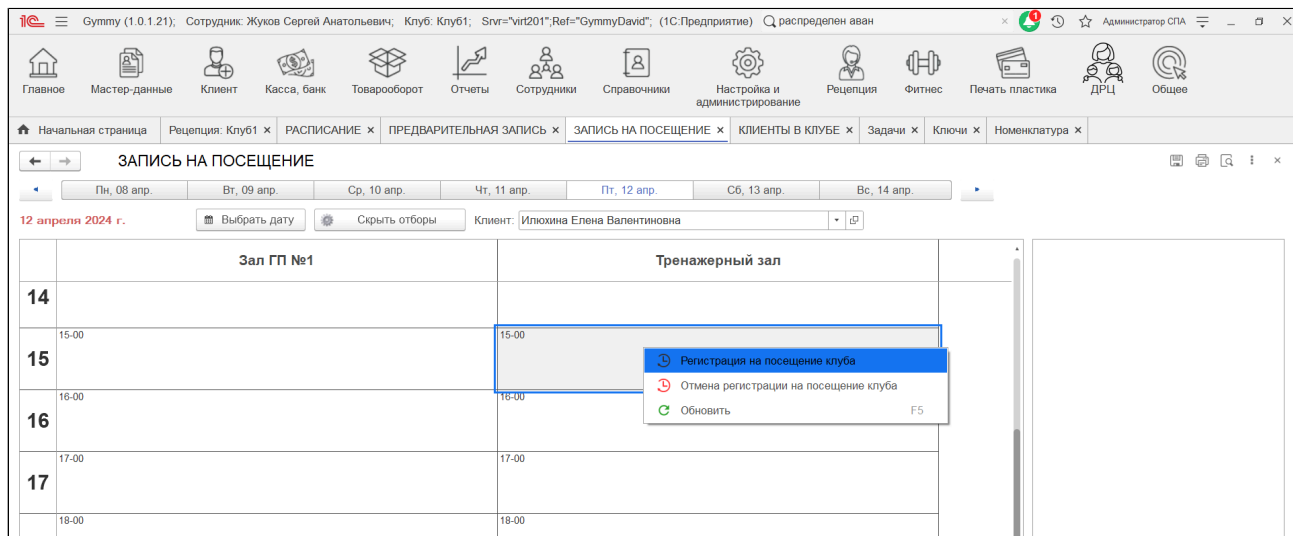 1С Gymmy (1.0.1.21); Сотрудник: Жуков Сергей Анатольевич; Клуб: Клуб1; Srvr="virt201";Ref="GymmyDavid"; (1С:Предприятие) распределен аван × 1 Администратор СПА
Главное Мастер-данные Клиент Касса, банк Товарооборот Отчеты Сотрудники Справочники Настройка и администрирование Рецепция Фитнес Печать пластика ДРЦ Общее
Начальная страница Рецепция: Клуб1 × РАСПИСАНИЕ × ПРЕДВАРИТЕЛЬНАЯ ЗАПИСЬ × ЗАПИСЬ НА ПОСЕЩЕНИЕ × КЛИЕНТЫ В КЛУБЕ × Задачи × Ключи × Номенклатура ×
ЗАПИСЬ НА ПОСЕЩЕНИЕ
Пн, 08 апр. Вт, 09 апр. Ср, 10 апр. Чт, 11 апр. Пт, 12 апр. Сб, 13 апр. Вс, 14 апр.
12 апреля 2024 г. Выбрать дату Скрыть отборы Клиент: Илюхина Елена Валентиновна
Зал ГП №1 Тренажерный зал
14
15-00 15-00
15
Регистрация на посещение клуба
Отмена регистрации на посещение клуба
Обновить F5
16-00 16-00
16
17-00 17-00
17
18-00 18-00